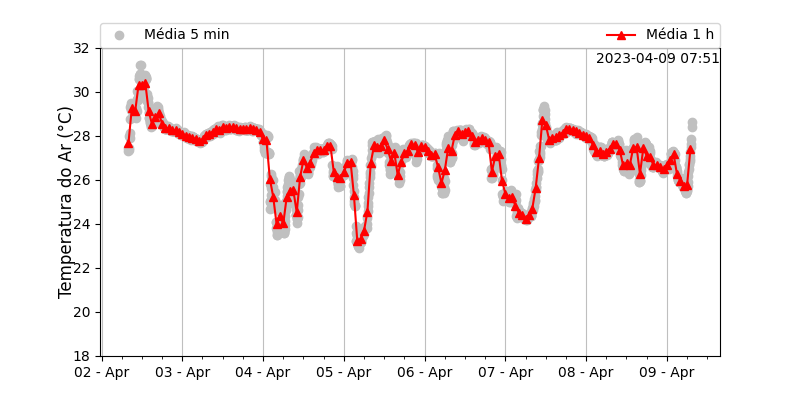 Média 5 min
Média 1 h
2023-04-09 07:51
Temperatura do Ar (°C)
32
30
28
26
24
22
20
18
02 - Apr
03 - Apr
04 - Apr
05 - Apr
06 - Apr
07 - Apr
08 - Apr
09 - Apr